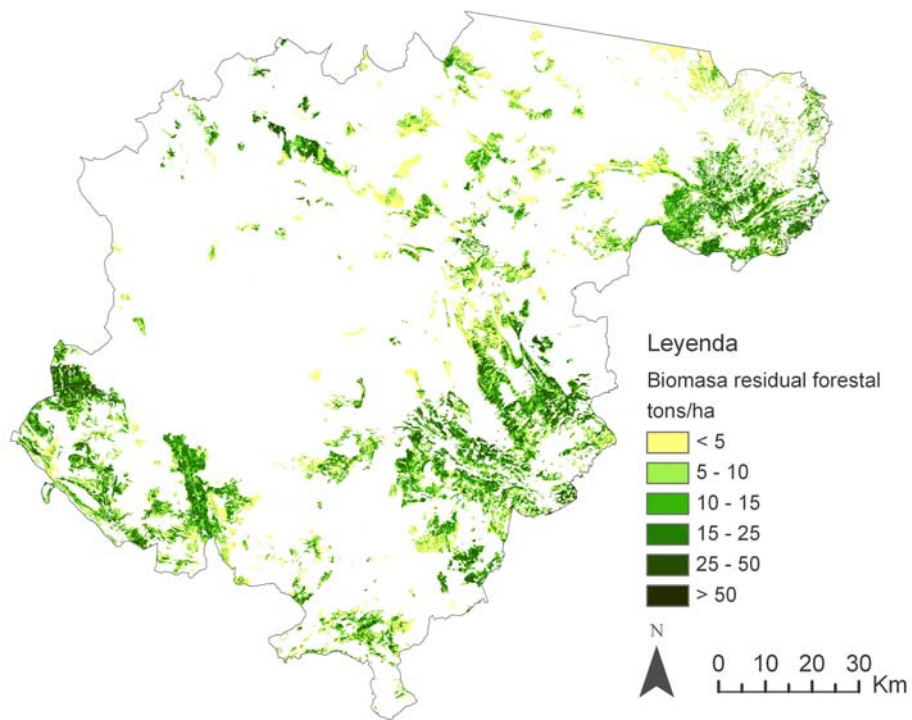 Leyenda
Biomasa residual forestal
tons/ha
< 5
5 - 10
10 - 15
15 - 25
25 - 50
> 50
N
0 10 20 30
Km